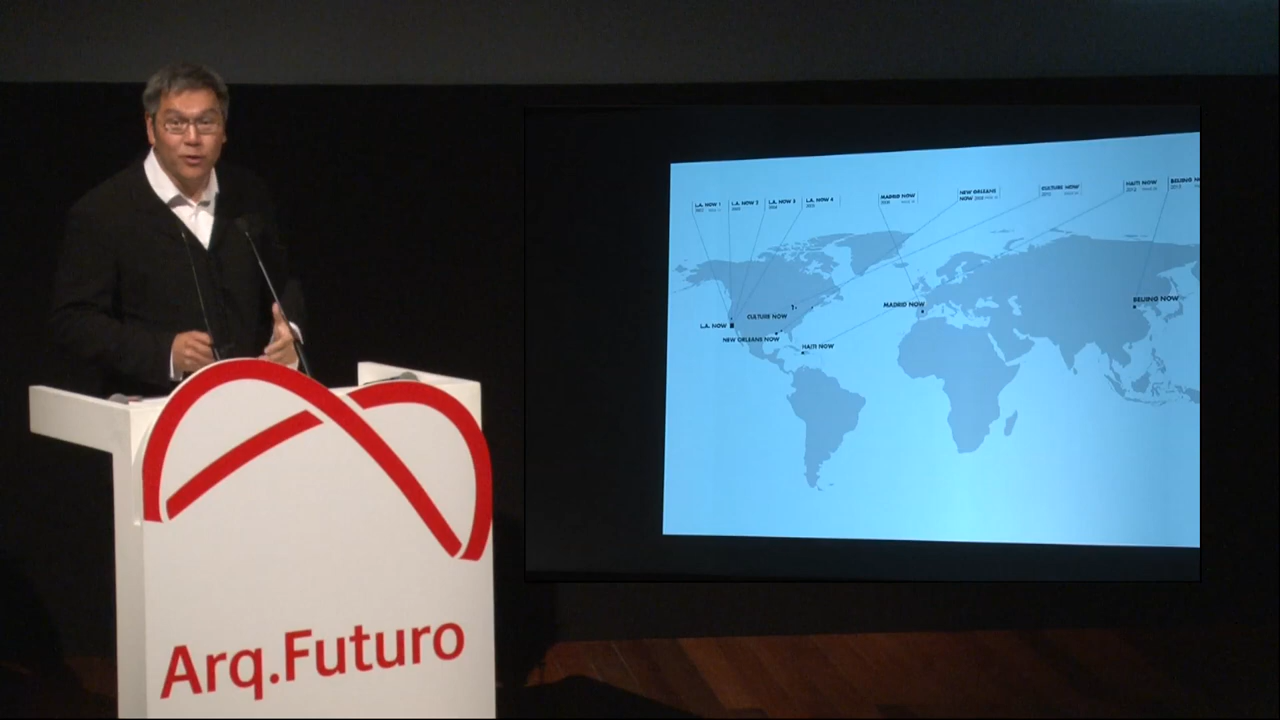 L.A. NOW 1
L.A. NOW 2
L.A. NOW 3
L.A. NOW 4
MADRID NOW
NEW ORLEANS
NOW
CULTURE NOW
HAITI NOW
BEIJING
MADRID NOW
BEIJING NOW
CULTURE NOW
L.A. NOW
NEW ORLEANS NOW
HAITI NOW
Arq.Futuro